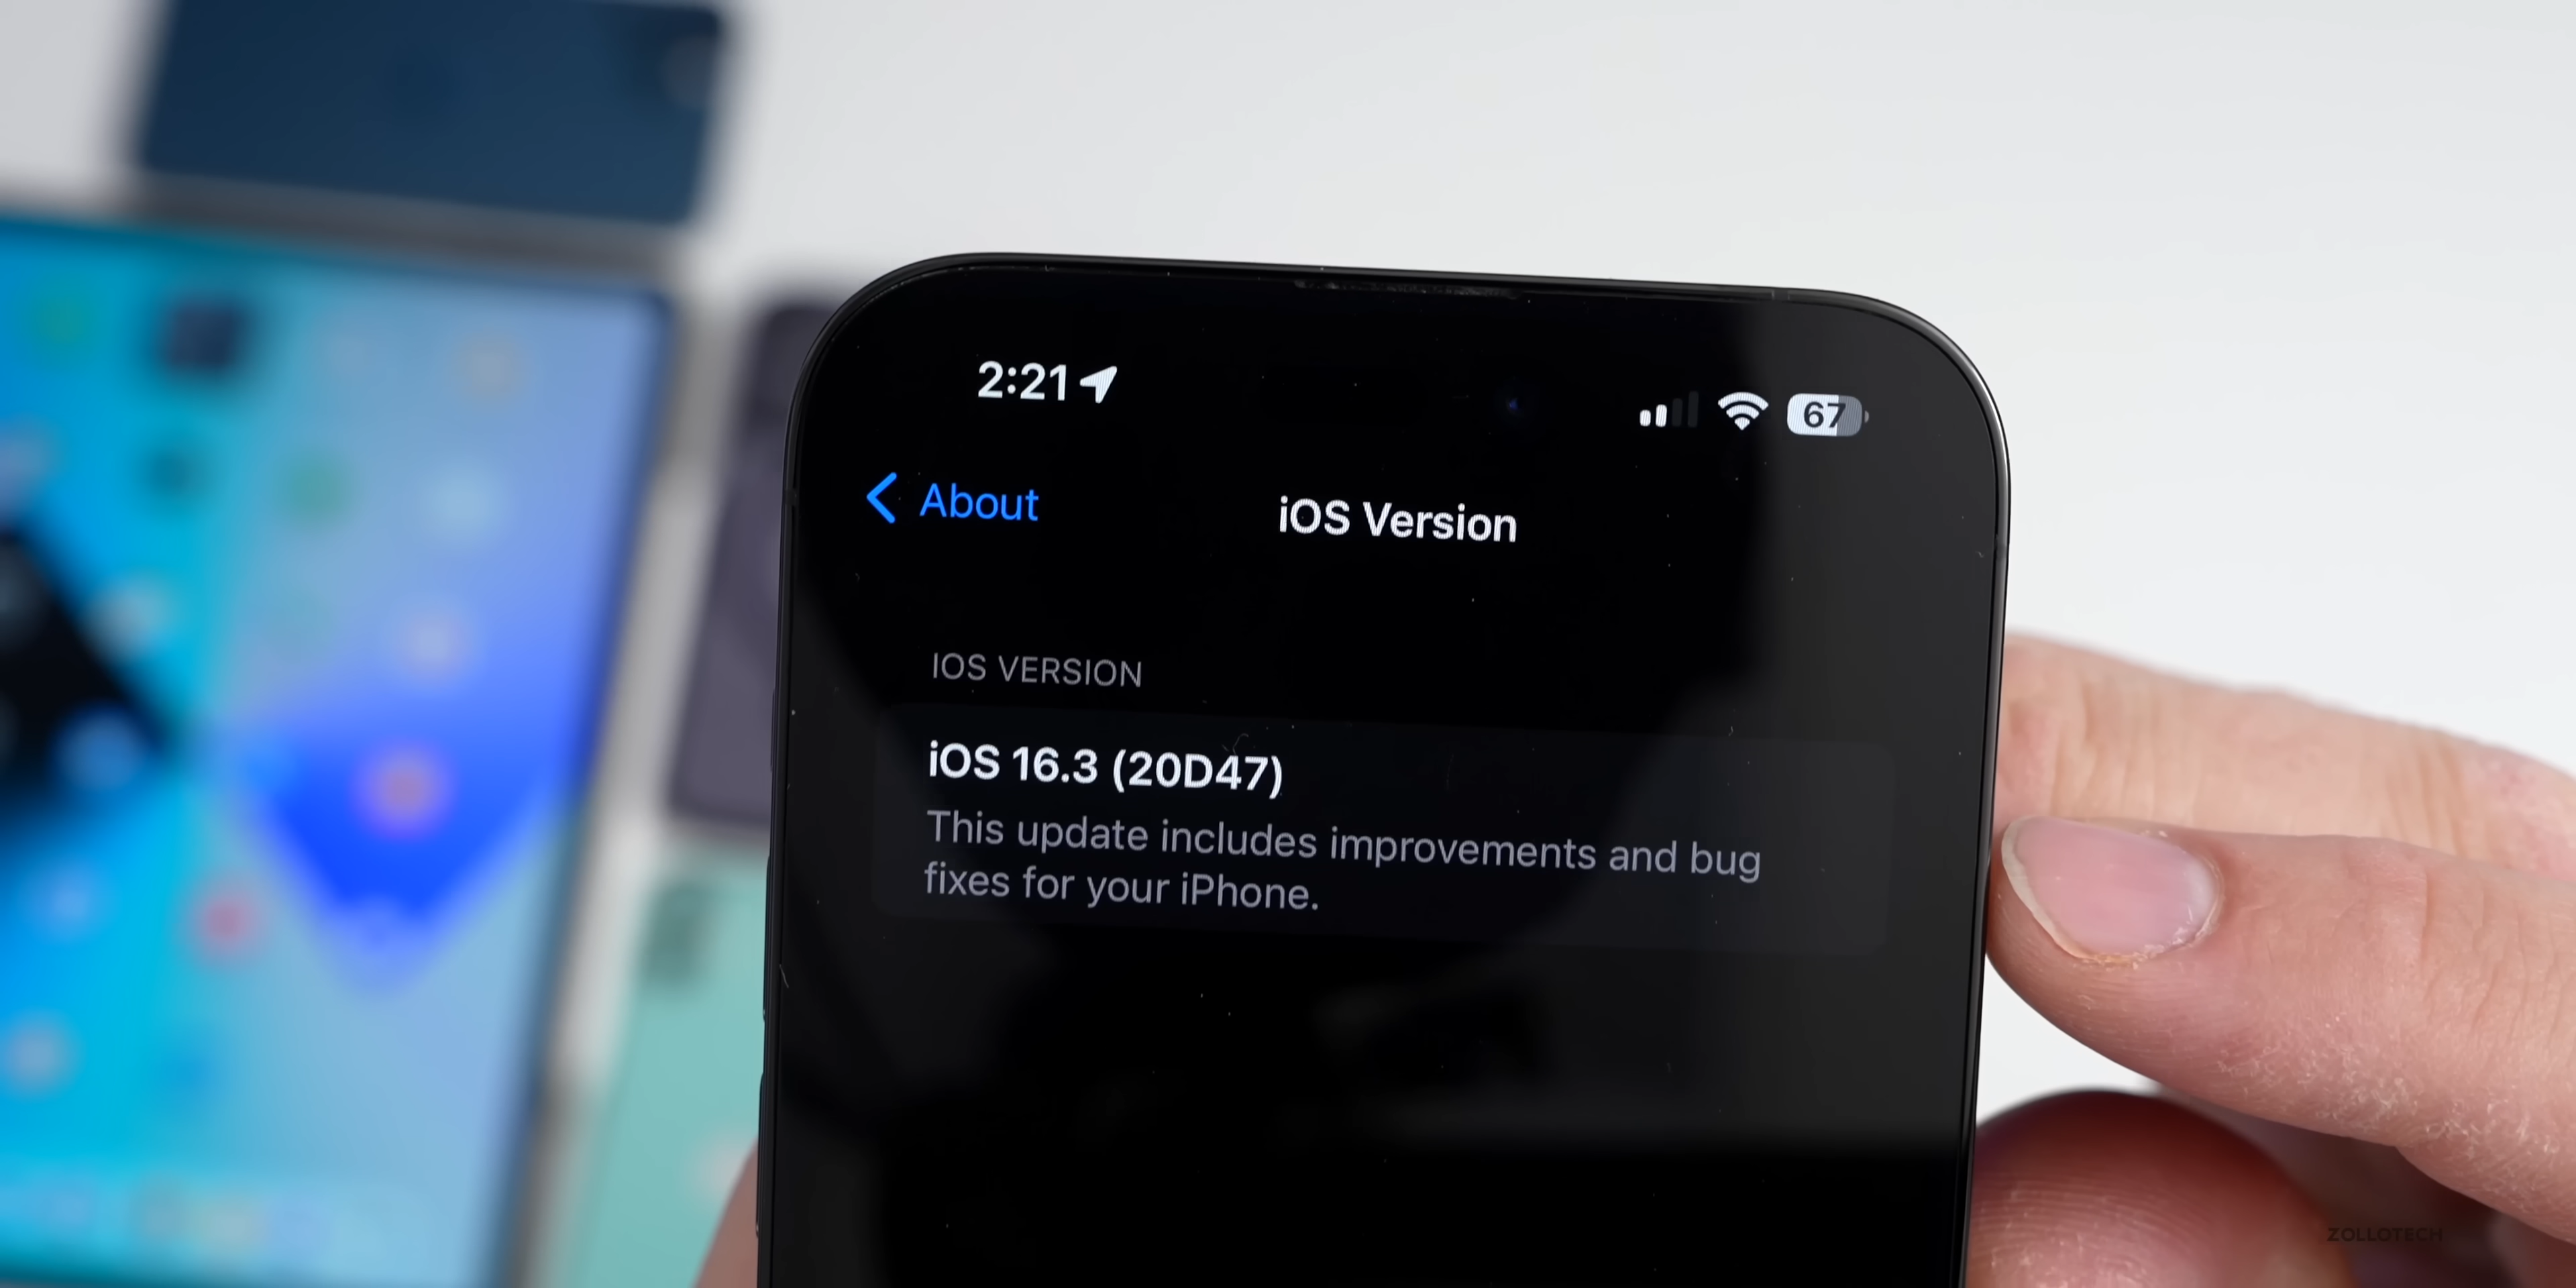 2:21
67
About
iOS Version
IOS VERSION
iOS 16.3 (20D47)
This update includes improvements and bug
fixes for your iPhone.
ZOLLOTECH